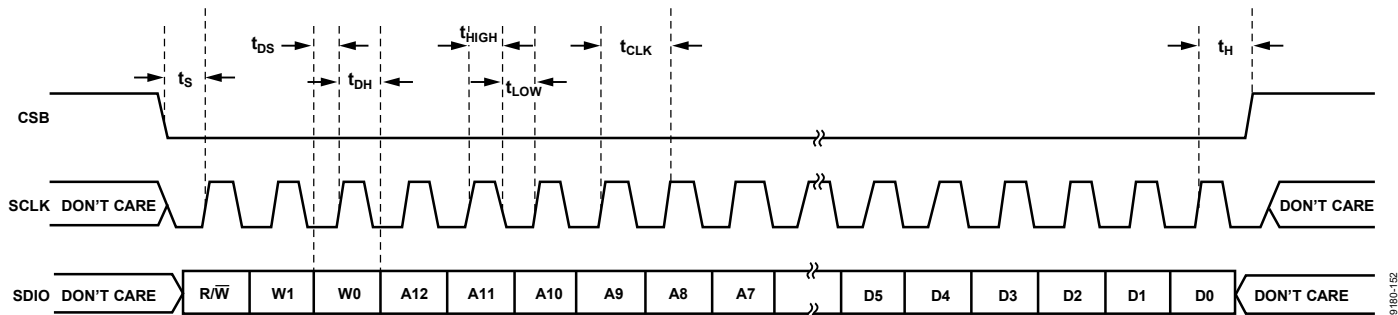 tDS
tHIGH
tCLK
tH
tS
tDH
tLOW
CSB
SCLK DON'T CARE
DON'T CARE
SDIO DON'T CARE
R/W̅ W1 W0 A12 A11 A10 A9 A8 A7 D5 D4 D3 D2 D1 D0
DON'T CARE
9180-152